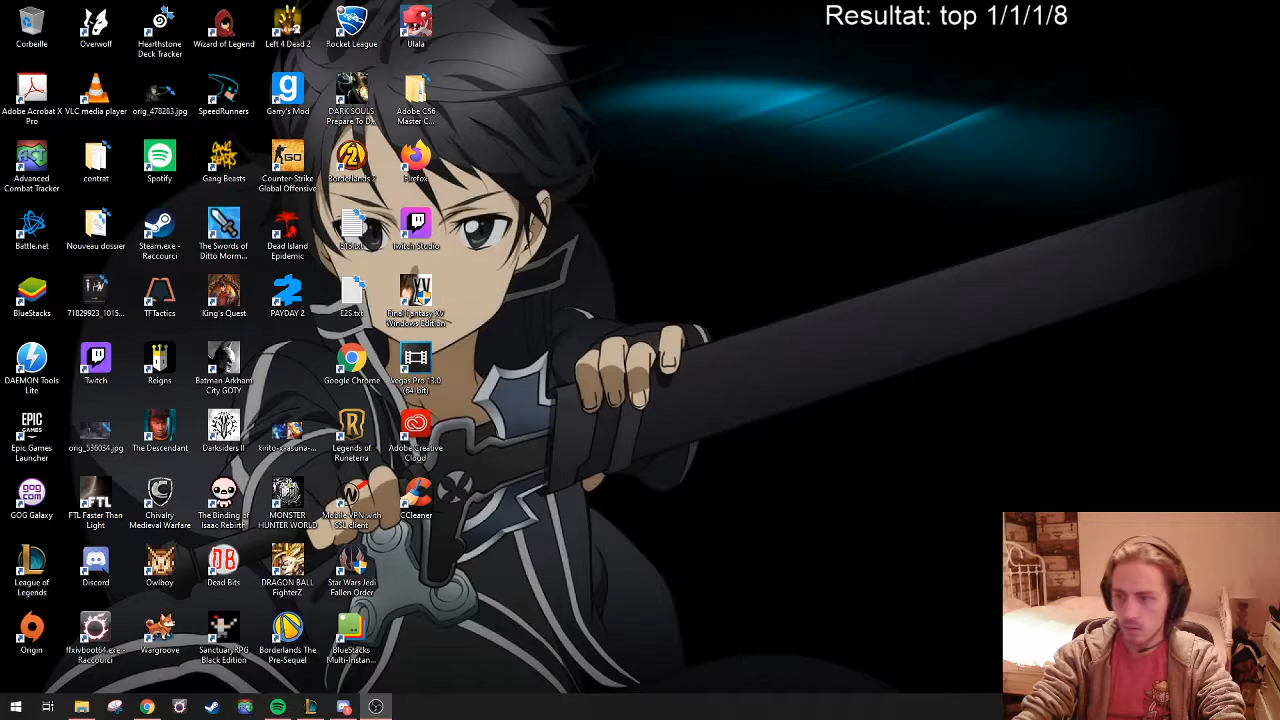 Resultat: top 1/1/1/8
Corbeille
Overwolf
Hearthstone
Deck Tracker
Wizard of Legend
Left 4 Dead 2
Rocket League
Ulala
Adobe Acrobat X
Pro
VLC media player
orig_478283.jpg
SpeedRunners
Garry's Mod
DARK SOULS
Prepare To D...
Adobe CS6
Master C...
Advanced
Combat Tracker
contrat
Spotify
Gang Beasts
Counter-Strike
Global Offensive
Borderlands 2
Firefox
Battle.net
Nouveau dossier
Steam.exe -
Raccourci
The Swords of
Ditto Morm...
Dead Island
Epidemic
E1S.txt
Twitch Studio
BlueStacks
71829923_1015...
TFTactics
King's Quest
PAYDAY 2
E2S.txt
Final Fantasy XV
Windows Edition
DAEMON Tools
Lite
Twitch
Reigns
Batman Arkham
City GOTY
Google Chrome
Vegas Pro 13.0
(64-bit)
Epic Games
Launcher
orig_536034.jpg
The Descendant
Darksiders II
kirito-x-asuna-...
Legends of
Runeterra
Adobe Creative
Cloud
GOG Galaxy
FTL Faster Than
Light
Chivalry
Medieval Warfare
The Binding of
Isaac Rebirth
MONSTER
HUNTER WORLD
Mobile VPN with
SSL client
CCleaner
League of
Legends
Discord
Owlboy
Dead Bits
DRAGON BALL
FighterZ
Star Wars Jedi
Fallen Order
Origin
ffxivboot64.exe -
Raccourci
Wargroove
SanctuaryRPG
Black Edition
Borderlands The
Pre-Sequel
BlueStacks
Multi-Instan...